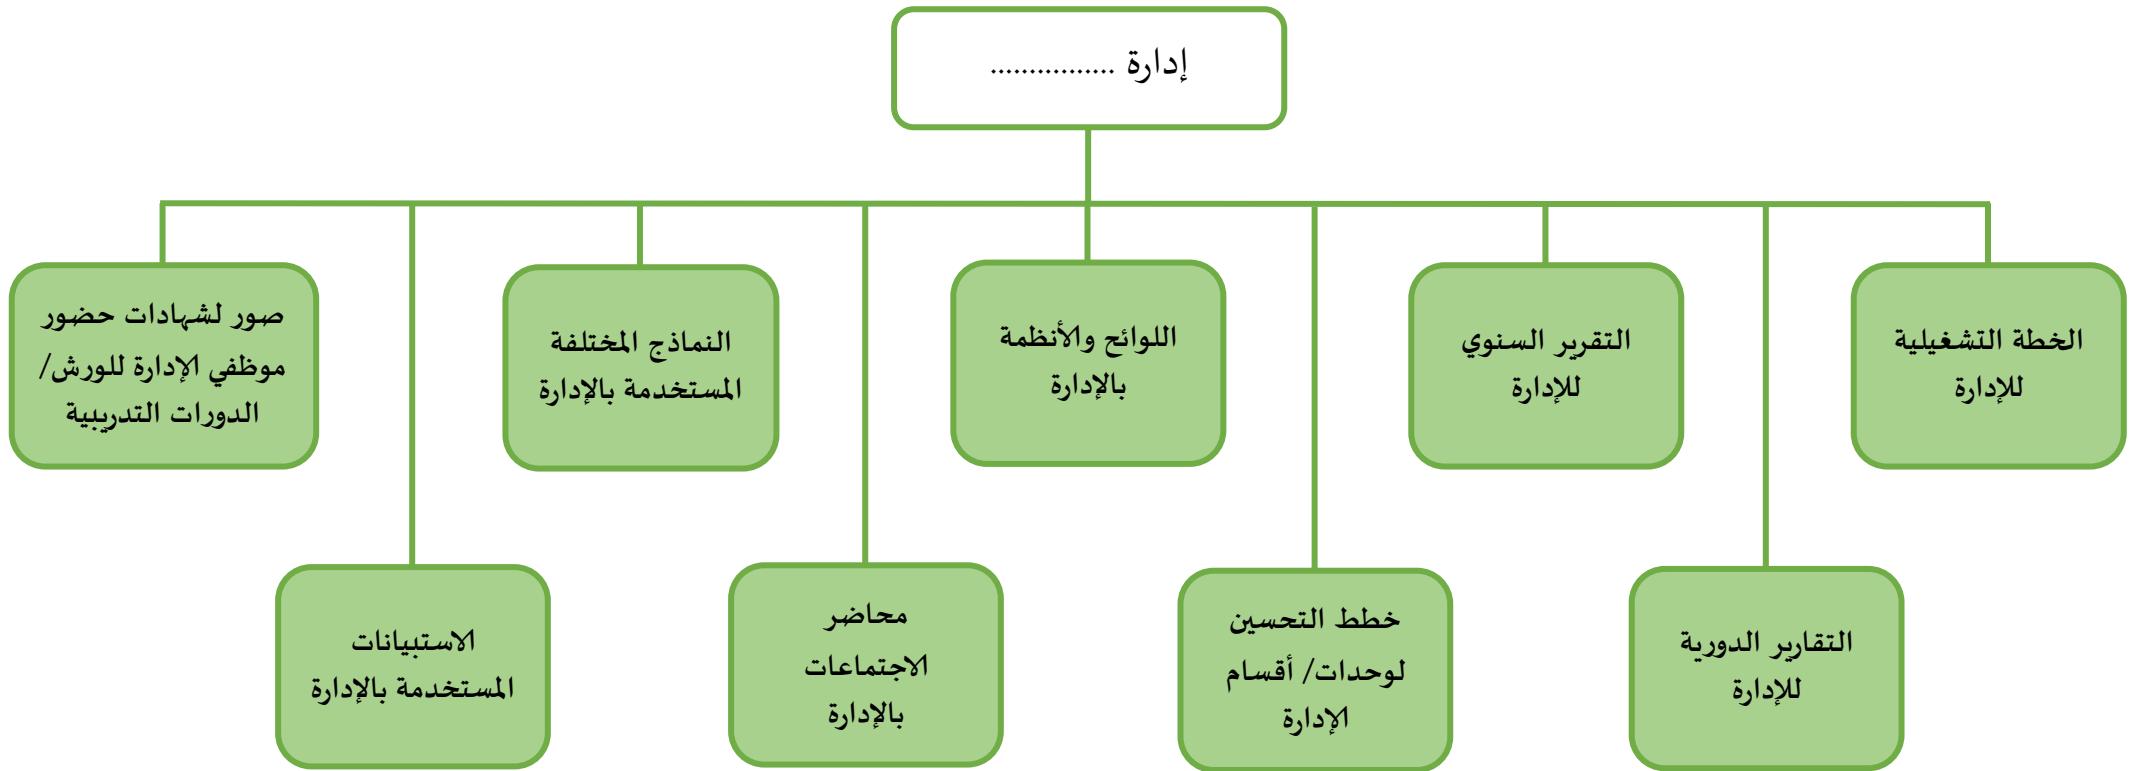 إدارة ................
الخطة التشغيلية
للإدارة
التقرير السنوي
للإدارة
اللوائح والأنظمة
بالإدارة
النماذج المختلفة
المستخدمة بالإدارة
صور لشهادات حضور
موظفي الإدارة للورش/
الدورات التدريبية
التقارير الدورية
للإدارة
خطط التحسين
لوحدات/ أقسام
الإدارة
محاضر
الاجتماعات
بالإدارة
الاستبيانات
المستخدمة بالإدارة